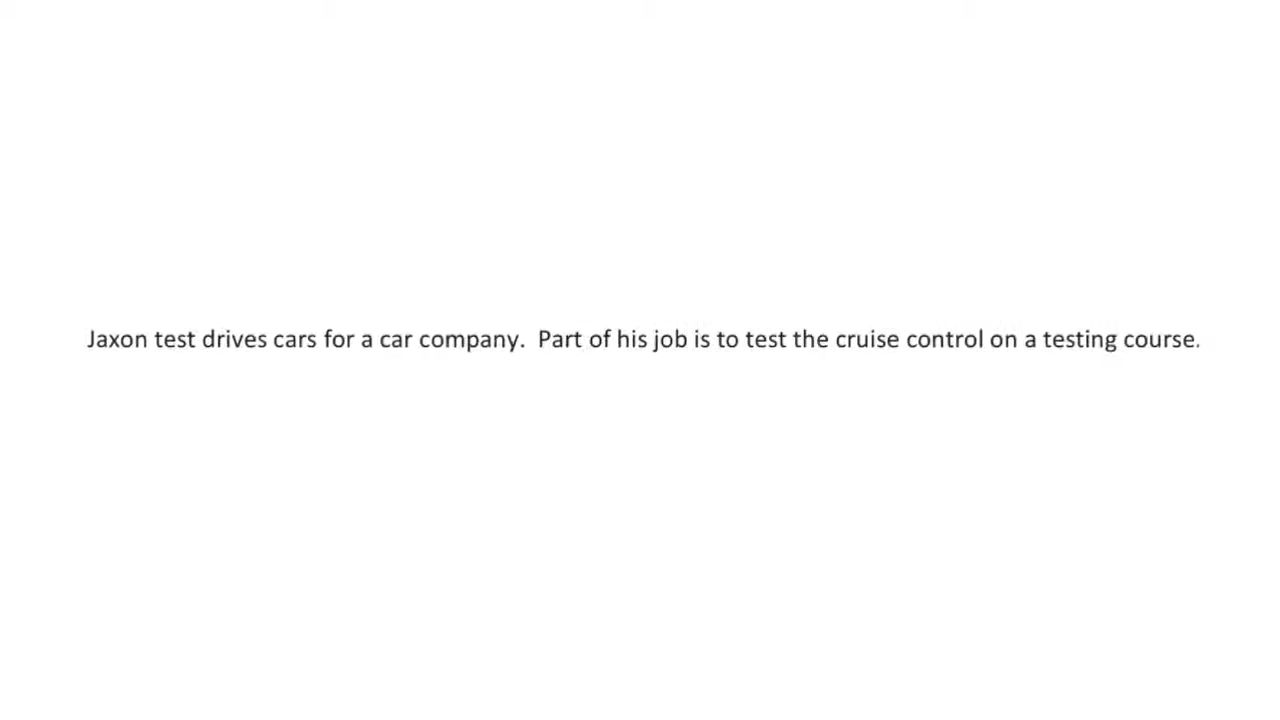 Jaxon test drives cars for a car company.  Part of his job is to test the cruise control on a testing course.